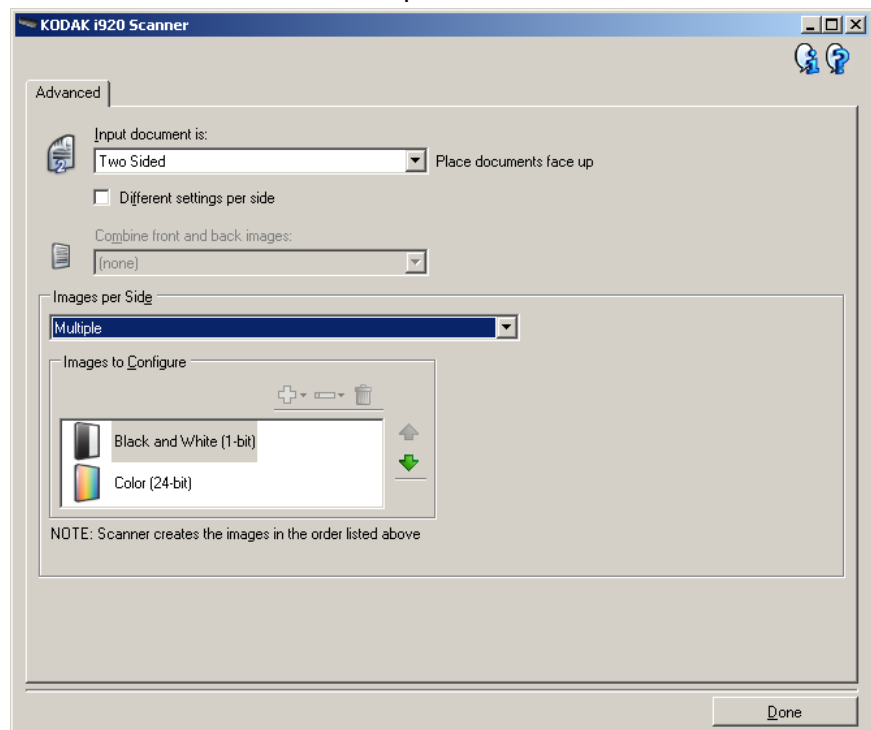 KODAK i920 Scanner
Advanced
Input document is:
Two Sided
Place documents face up
Different settings per side
Combine front and back images:
(none)
Images per Side
Multiple
Images to Configure
Black and White (1-bit)
Color (24-bit)
NOTE: Scanner creates the images in the order listed above
Done